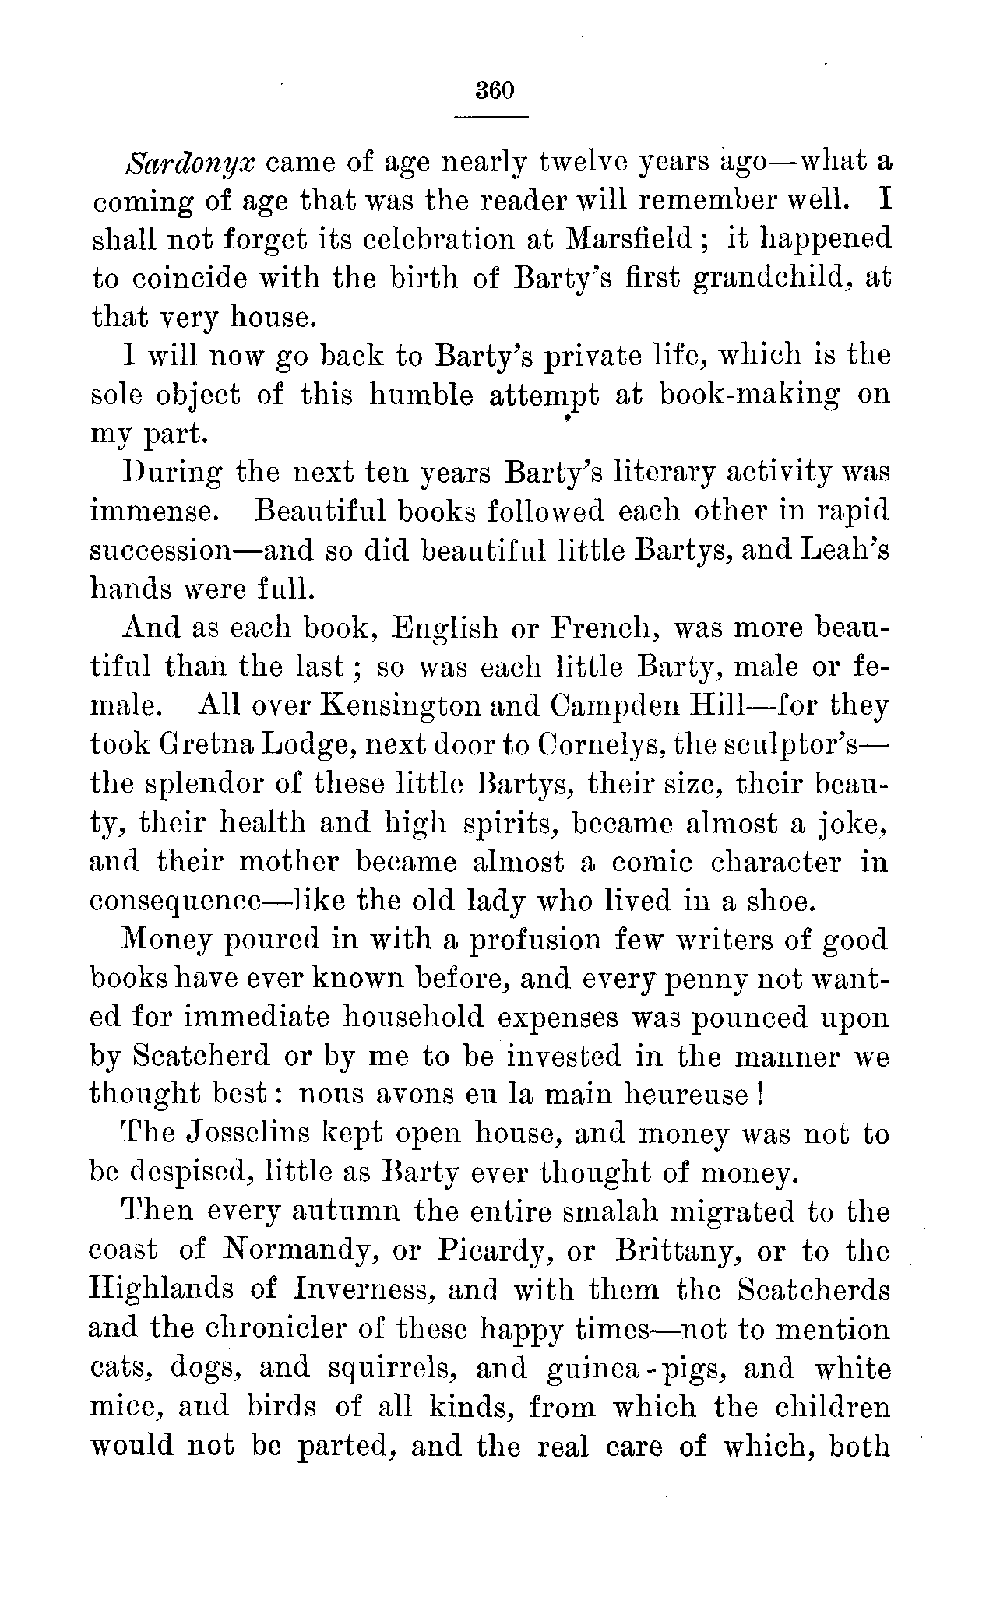 360
Sardonyx came of age nearly twelve years ago—what a
coming of age that was the reader will remember well. I
shall not forget its celebration at Marsfield; it happened
to coincide with the birth of Barty's first grandchild, at
that very house.
I will now go back to Barty's private life, which is the
sole object of this humble attempt at book-making on
my part.
During the next ten years Barty's literary activity was
immense. Beautiful books followed each other in rapid
succession—and so did beautiful little Bartys, and Leah's
hands were full.
And as each book, English or French, was more beau-
tiful than the last; so was each little Barty, male or fe-
male. All over Kensington and Campden Hill—for they
took Gretna Lodge, next door to Cornelys, the sculptor's—
the splendor of these little Bartys, their size, their beau-
ty, their health and high spirits, became almost a joke,
and their mother became almost a comic character in
consequence—like the old lady who lived in a shoe.
Money poured in with a profusion few writers of good
books have ever known before, and every penny not want-
ed for immediate household expenses was pounced upon
by Scatcherd or by me to be invested in the manner we
thought best: nous avons eu la main heureuse!
The Josselins kept open house, and money was not to
be despised, little as Barty ever thought of money.
Then every autumn the entire smalah migrated to the
coast of Normandy, or Picardy, or Brittany, or to the
Highlands of Inverness, and with them the Scatcherds
and the chronicler of these happy times—not to mention
cats, dogs, and squirrels, and guinea-pigs, and white
mice, and birds of all kinds, from which the children
would not be parted, and the real care of which, both